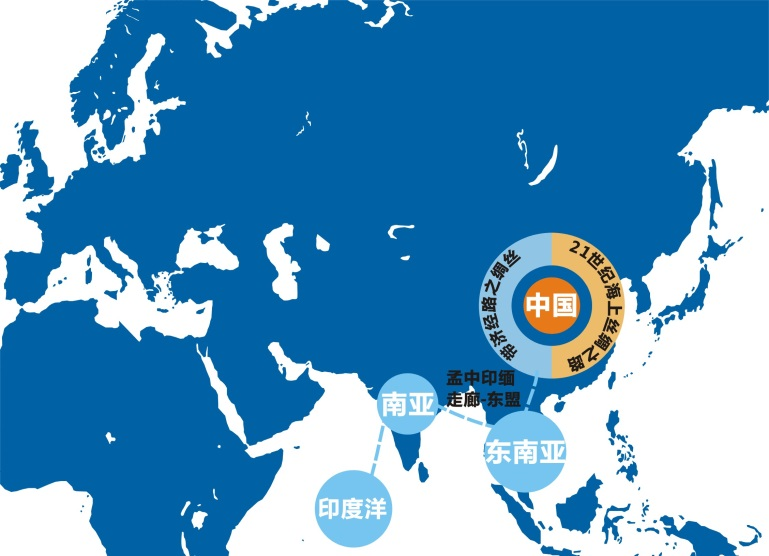 丝绸之路经济带
21世纪海上丝绸之路
中国
孟中印缅
走廊-东盟
南亚
东南亚
印度洋